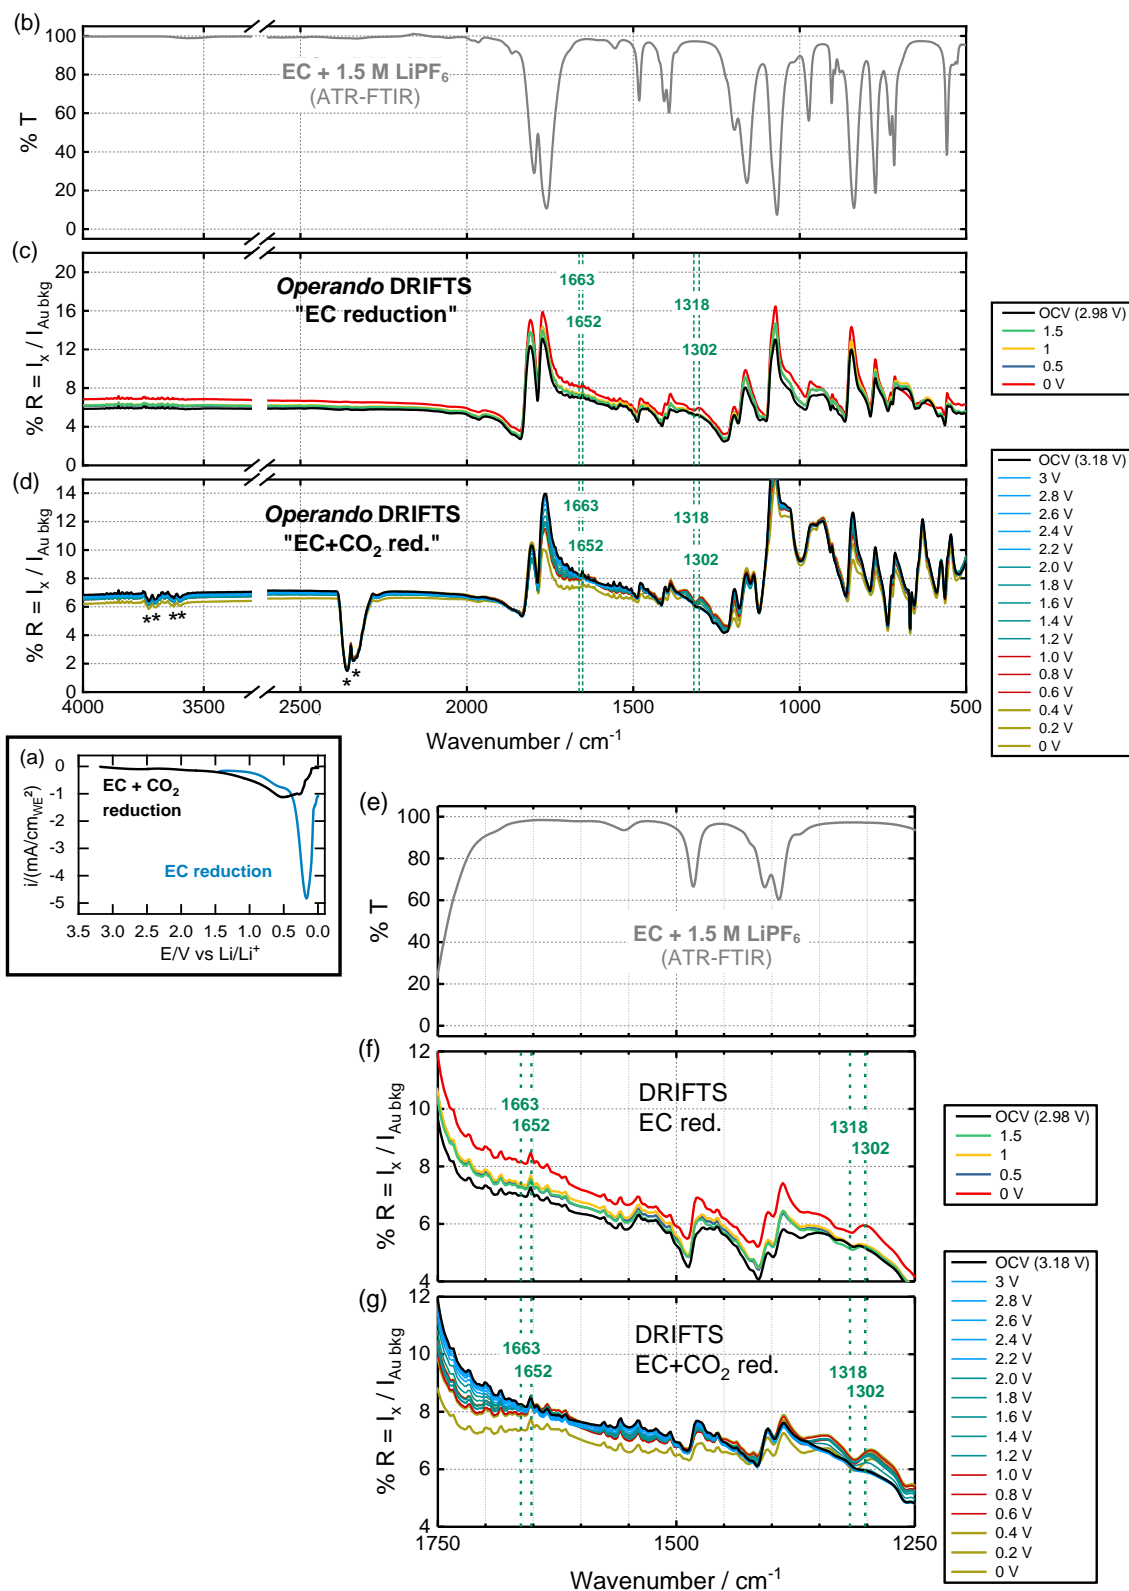 (b)
100
80
60
40
20
0
% T
EC + 1.5 M LiPF6
(ATR-FTIR)
(c)
20
16
12
8
4
0
% R = Ix / IAu bkg
Operando DRIFTS
"EC reduction"
1663
1652
1318
1302
OCV (2.98 V)
1.5
1
0.5
0 V
(d)
14
12
10
8
6
4
2
0
% R = Ix / IAu bkg
Operando DRIFTS
"EC+CO2 red."
1663
1652
1318
1302
**
**
*
*
4000
3500
2500
2000
1500
1000
500
Wavenumber / cm-1
OCV (3.18 V)
3 V
2.8 V
2.6 V
2.4 V
2.2 V
2.0 V
1.8 V
1.6 V
1.4 V
1.2 V
1.0 V
0.8 V
0.6 V
0.4 V
0.2 V
0 V
(a)
0
-1
-2
-3
-4
-5
i/(mA/cmWE²)
EC + CO2
reduction
EC reduction
3.5 3.0 2.5 2.0 1.5 1.0 0.5 0.0
E/V vs Li/Li+
(e)
100
80
60
40
20
0
% T
EC + 1.5 M LiPF6
(ATR-FTIR)
(f)
12
10
8
6
4
% R = Ix / IAu bkg
DRIFTS
EC red.
1663
1652
1318
1302
OCV (2.98 V)
1.5
1
0.5
0 V
(g)
12
10
8
6
4
% R = Ix / IAu bkg
DRIFTS
EC+CO2 red.
1663
1652
1318
1302
1750
1500
1250
Wavenumber / cm-1
OCV (3.18 V)
3 V
2.8 V
2.6 V
2.4 V
2.2 V
2.0 V
1.8 V
1.6 V
1.4 V
1.2 V
1.0 V
0.8 V
0.6 V
0.4 V
0.2 V
0 V